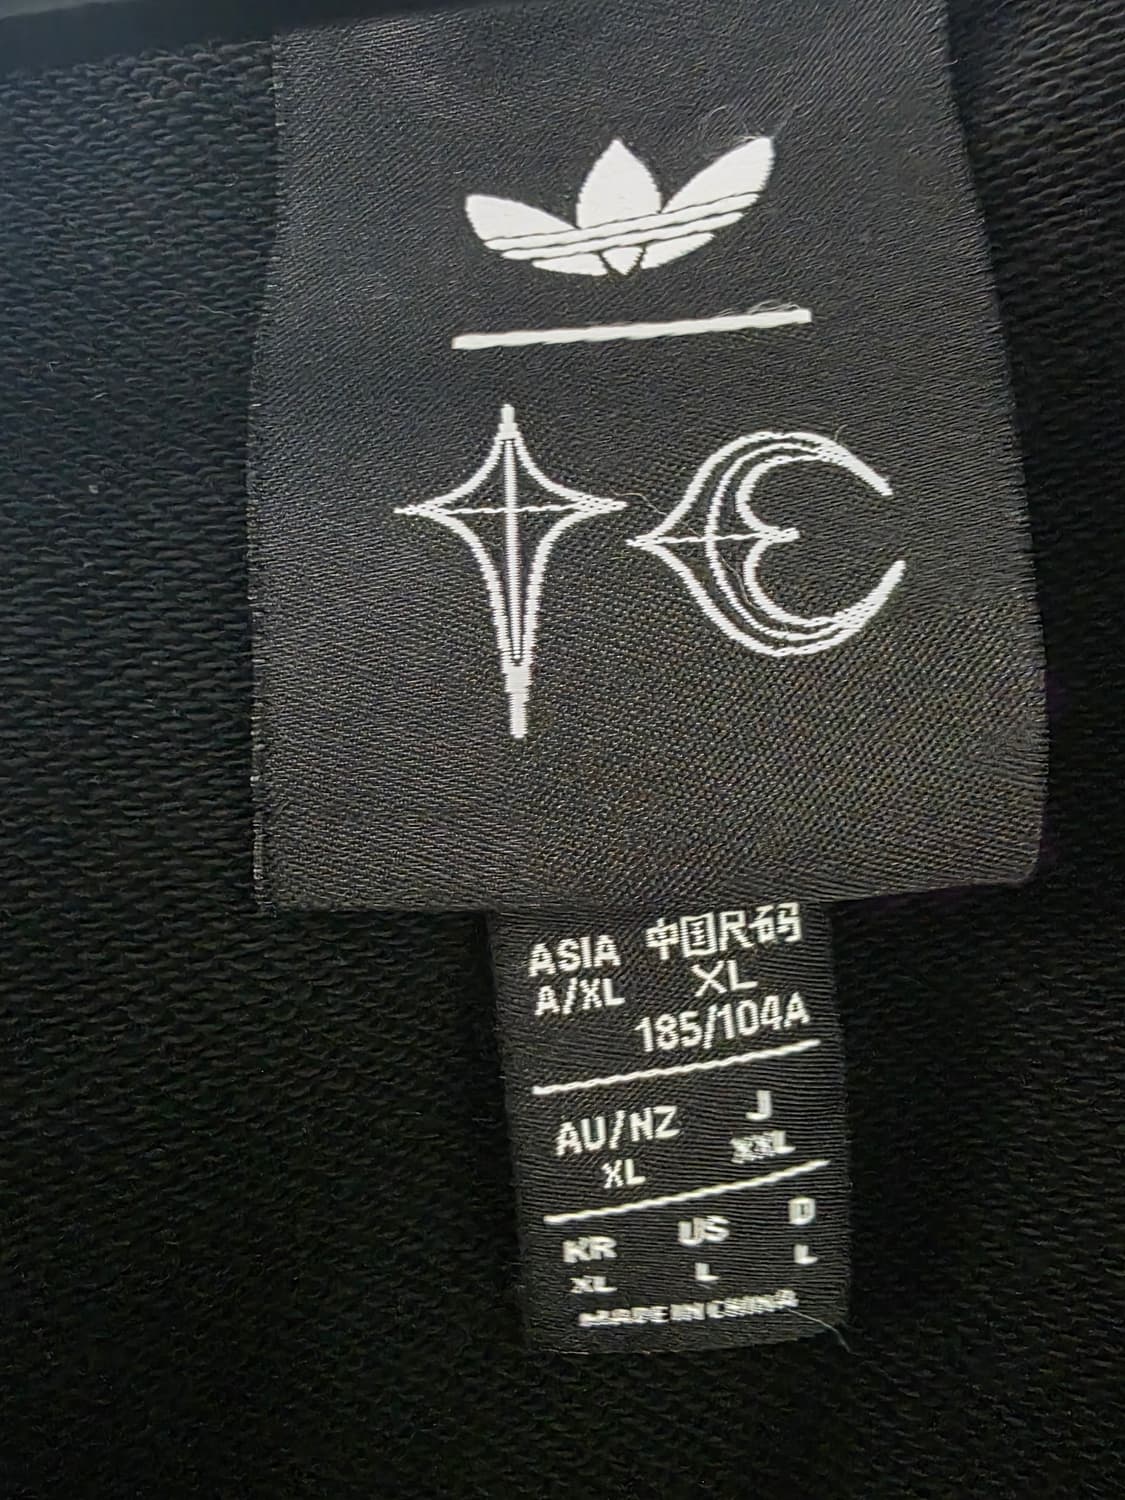 ASIA 中国尺码
A/XL XL
185/104A
AU/NZ J
XL XXL
KR US D
XL L L
MADE IN CHINA